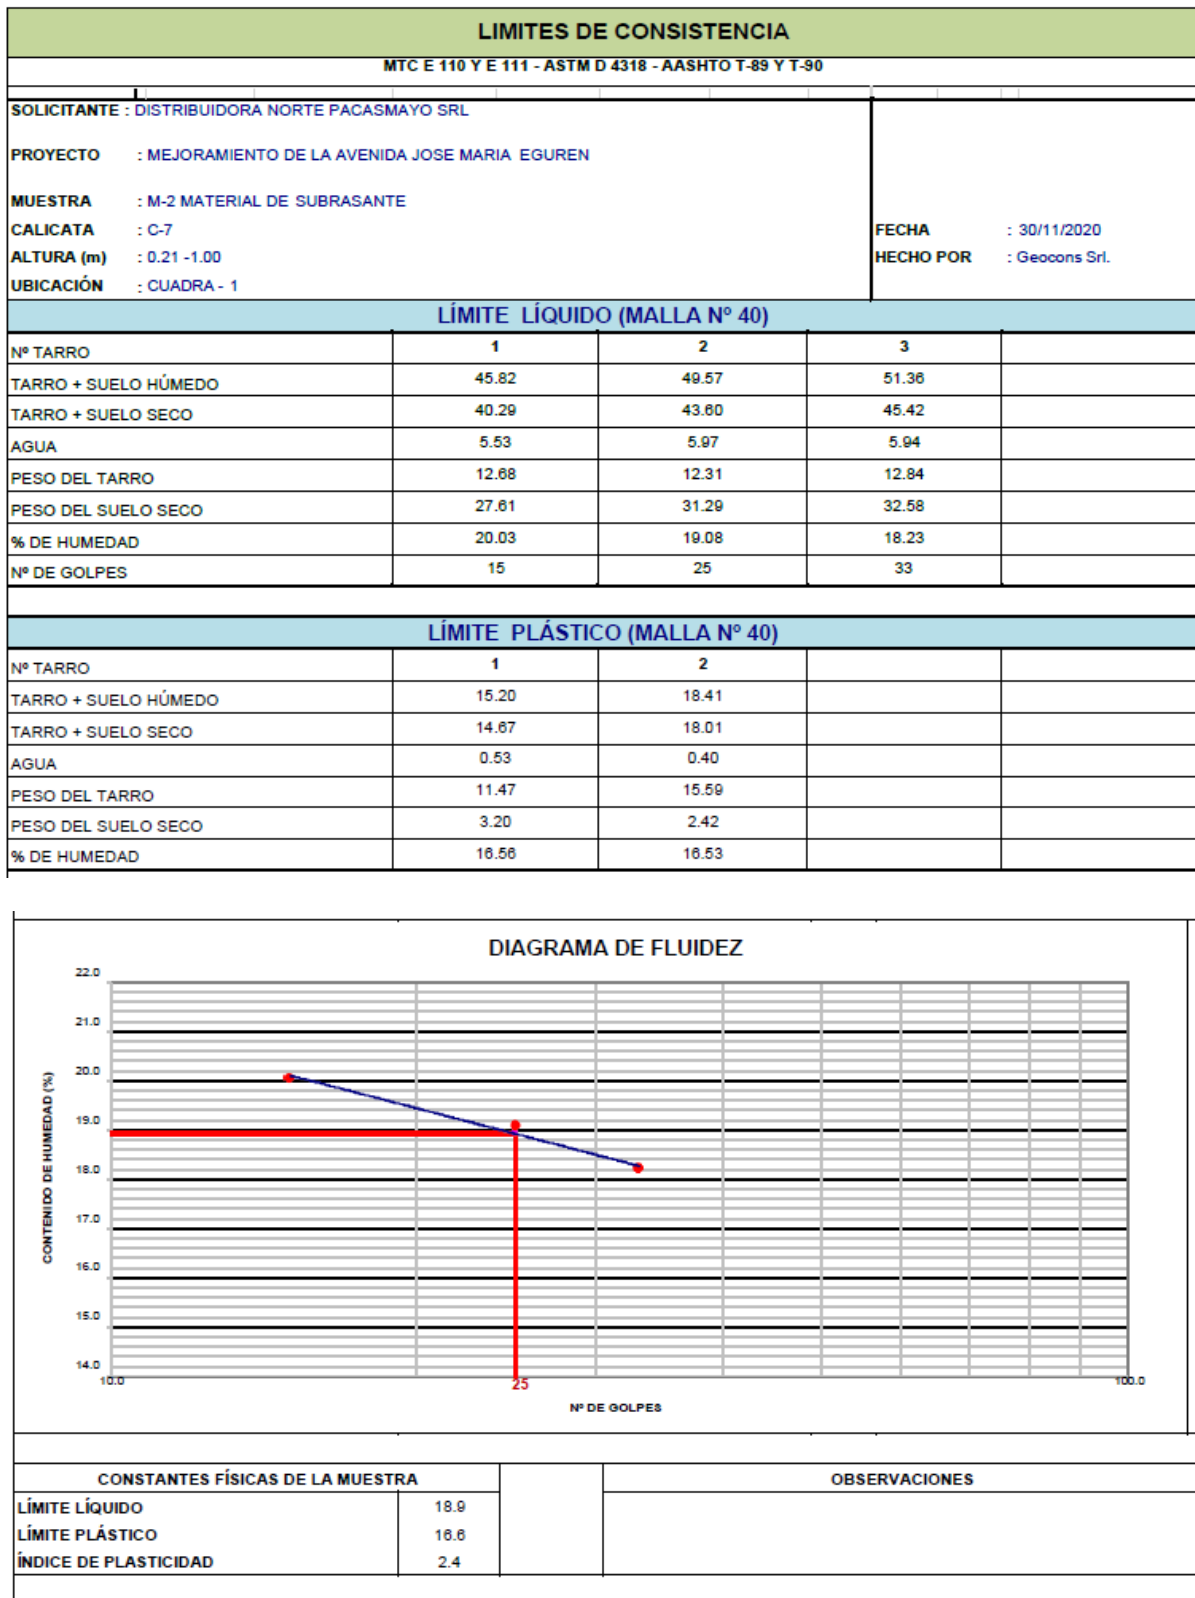 LIMITES DE CONSISTENCIA
MTC E 110 Y E 111 - ASTM D 4318 - AASHTO T-89 Y T-90
SOLICITANTE : DISTRIBUIDORA NORTE PACASMAYO SRL
PROYECTO : MEJORAMIENTO DE LA AVENIDA JOSE MARIA EGUREN
MUESTRA : M-2 MATERIAL DE SUBRASANTE
CALICATA : C-7 FECHA : 30/11/2020
ALTURA (m) : 0.21 -1.00 HECHO POR : Geocons Srl.
UBICACIÓN : CUADRA - 1
LÍMITE LÍQUIDO (MALLA Nº 40)
Nº TARRO 1 2 3
TARRO + SUELO HÚMEDO 45.82 49.57 51.36
TARRO + SUELO SECO 40.29 43.60 45.42
AGUA 5.53 5.97 5.94
PESO DEL TARRO 12.68 12.31 12.84
PESO DEL SUELO SECO 27.61 31.29 32.58
% DE HUMEDAD 20.03 19.08 18.23
Nº DE GOLPES 15 25 33
LÍMITE PLÁSTICO (MALLA Nº 40)
Nº TARRO 1 2
TARRO + SUELO HÚMEDO 15.20 18.41
TARRO + SUELO SECO 14.67 18.01
AGUA 0.53 0.40
PESO DEL TARRO 11.47 15.59
PESO DEL SUELO SECO 3.20 2.42
% DE HUMEDAD 16.56 16.53
DIAGRAMA DE FLUIDEZ
CONTENIDO DE HUMEDAD (%)
22.0
21.0
20.0
19.0
18.0
17.0
16.0
15.0
14.0
10.0 25 100.0
Nº DE GOLPES
CONSTANTES FÍSICAS DE LA MUESTRA OBSERVACIONES
LÍMITE LÍQUIDO 18.9
LÍMITE PLÁSTICO 16.6
ÍNDICE DE PLASTICIDAD 2.4